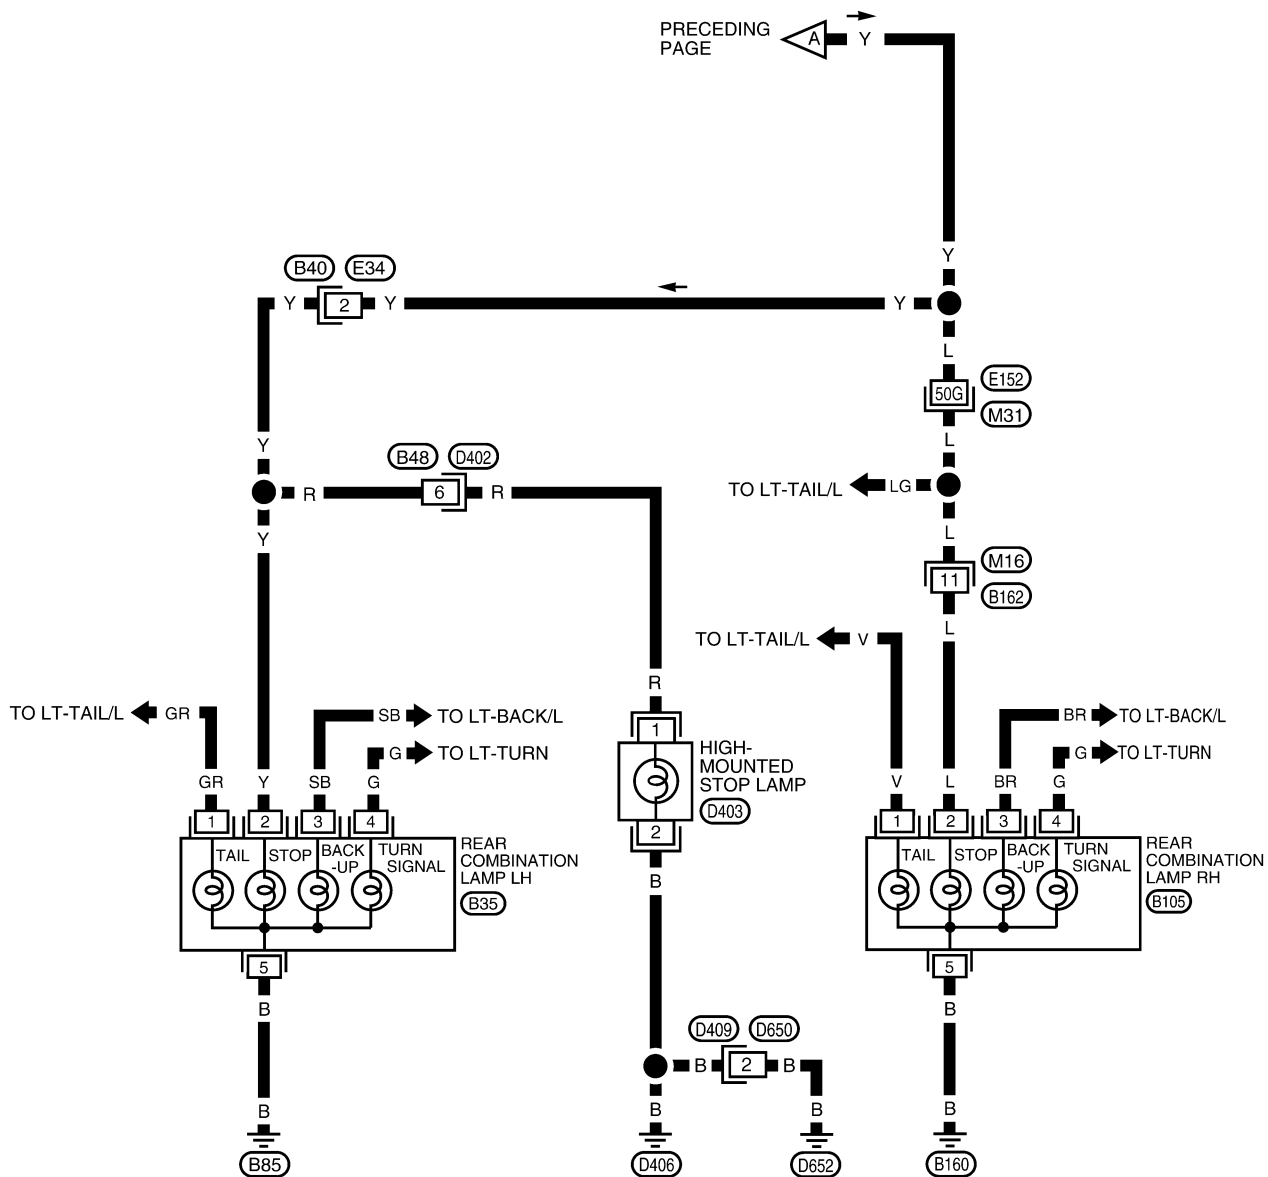 PRECEDING
PAGE
A
Y
Y
B40
E34
Y
2
Y
Y
L
50G
E152
M31
L
Y
B48
D402
R
6
R
TO LT-TAIL/L
LG
Y
L
M16
11
B162
L
TO LT-TAIL/L
V
R
TO LT-TAIL/L
GR
SB
TO LT-BACK/L
G
TO LT-TURN
1
HIGH-
MOUNTED
STOP LAMP
D403
2
B
BR
TO LT-BACK/L
G
TO LT-TURN
GR
Y
SB
G
V
L
BR
G
1
2
3
4
TAIL
STOP
BACK
-UP
TURN
SIGNAL
REAR
COMBINATION
LAMP LH
B35
5
B
1
2
3
4
TAIL
STOP
BACK
-UP
TURN
SIGNAL
REAR
COMBINATION
LAMP RH
B105
5
B
D409
D650
B
2
B
B
B
B
B
B85
D406
D652
B160